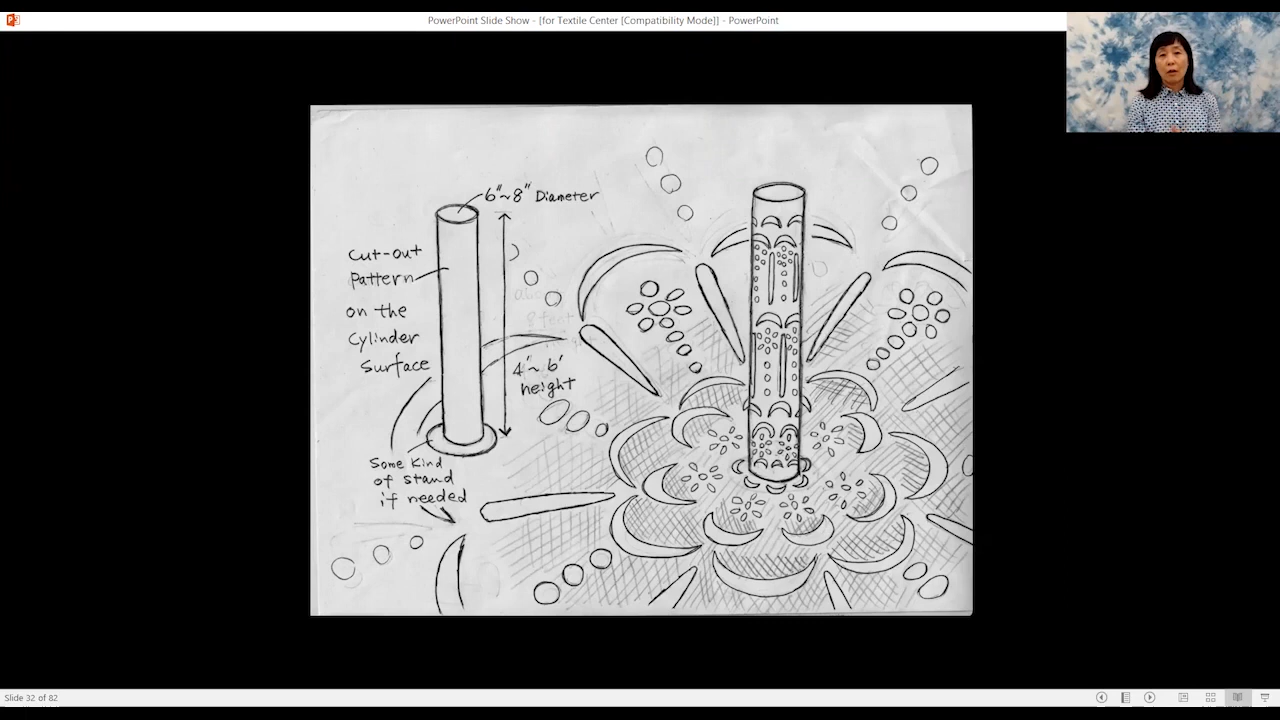 PowerPoint Slide Show - [for Textile Center [Compatibility Mode]] - PowerPoint
6"~8" Diameter
Cut-out
Pattern
on the
Cylinder
Surface
4'~6'
height
Some kind
of stand
if needed
Slide 32 of 82